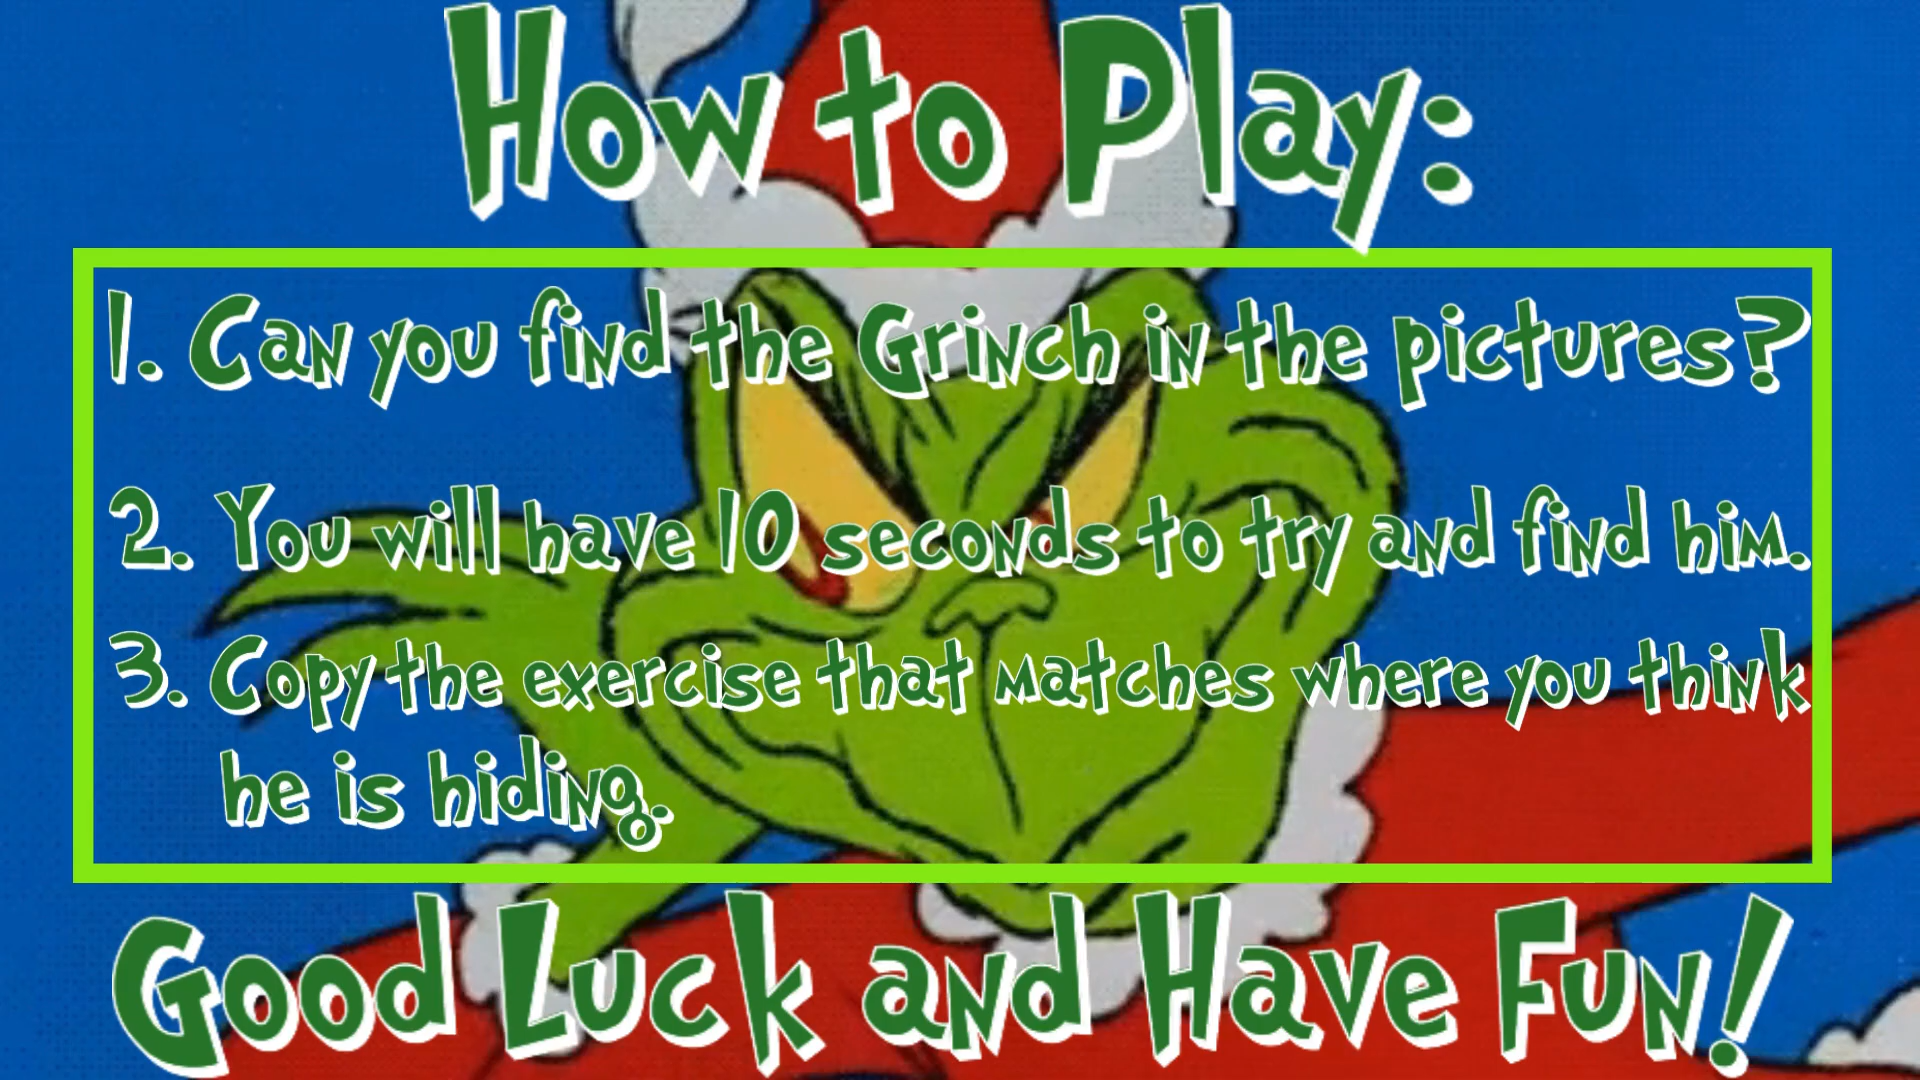 How to Play:
1. Can you find the Grinch in the pictures?
2. You will have 10 seconds to try and find him.
3. Copy the exercise that matches where you think
he is hiding.
Good Luck and Have Fun!